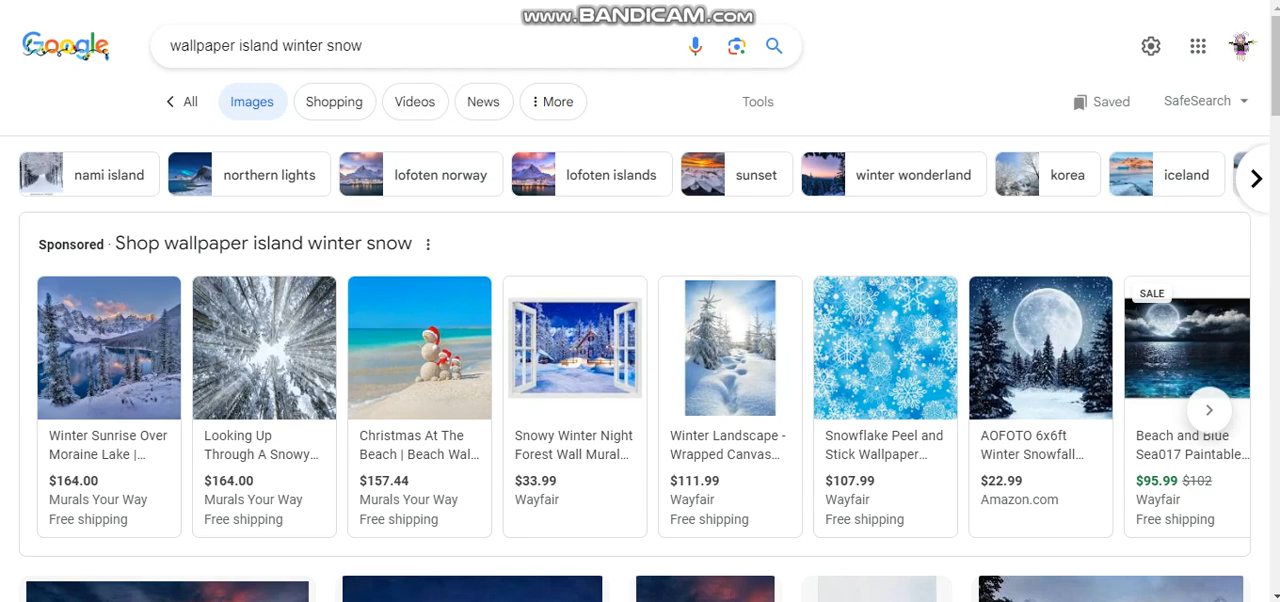 www.BANDICAM.com
Google
wallpaper island winter snow
All
Images
Shopping
Videos
News
More
Tools
Saved
SafeSearch
nami island
northern lights
lofoten norway
lofoten islands
sunset
winter wonderland
korea
iceland
Sponsored · Shop wallpaper island winter snow
Winter Sunrise Over
Moraine Lake |...
$164.00
Murals Your Way
Free shipping
Looking Up
Through A Snowy...
$164.00
Murals Your Way
Free shipping
Christmas At The
Beach | Beach Wal...
$157.44
Murals Your Way
Free shipping
Snowy Winter Night
Forest Wall Mural...
$33.99
Wayfair
Winter Landscape -
Wrapped Canvas...
$111.99
Wayfair
Free shipping
Snowflake Peel and
Stick Wallpaper...
$107.99
Wayfair
Free shipping
AOFOTO 6x6ft
Winter Snowfall...
$22.99
Amazon.com
SALE
Beach and Blue
Sea017 Paintable...
$95.99 $102
Wayfair
Free shipping